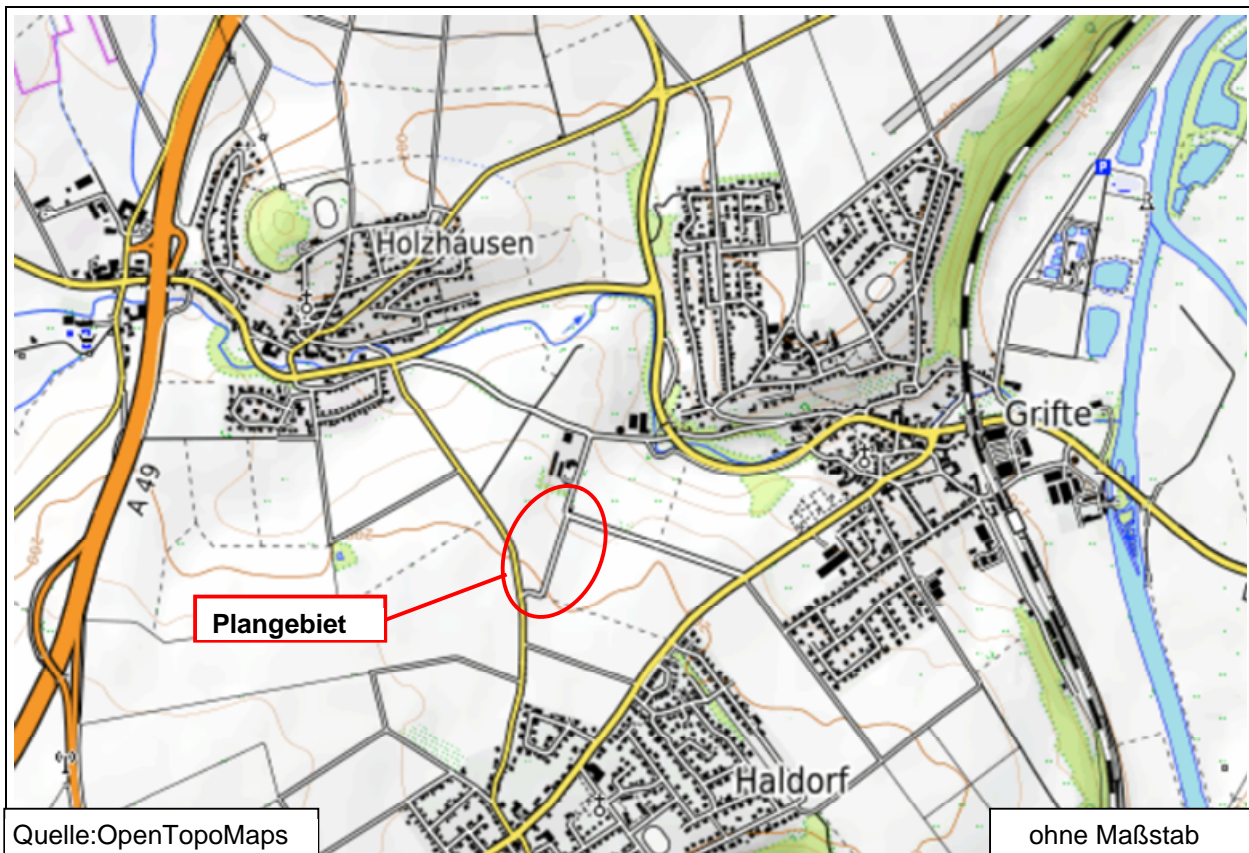 Holzhausen
P
Grifte
A 49
Plangebiet
Haldorf
Quelle:OpenTopoMaps
ohne Maßstab